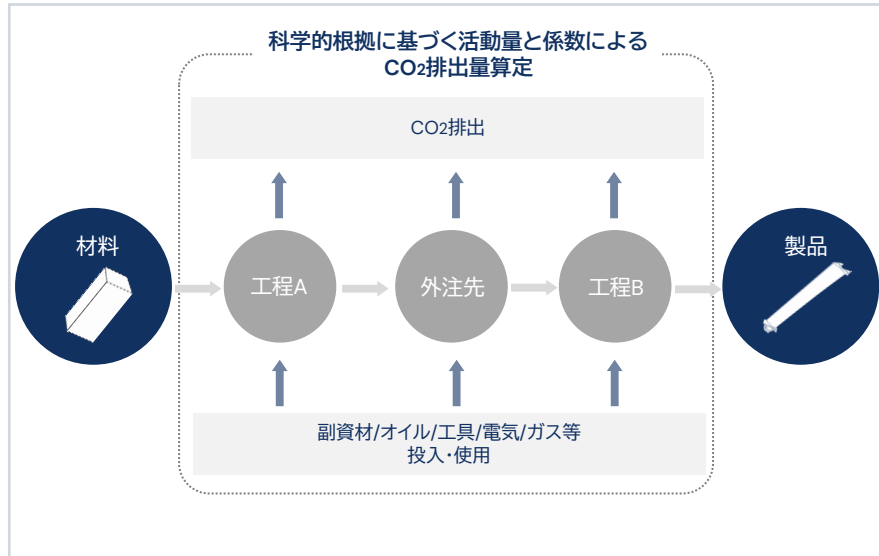 科学的根拠に基づく活動量と係数による
CO2排出量算定
CO2排出
材料
工程A
外注先
工程B
製品
副資材/オイル/工具/電気/ガス等
投入・使用